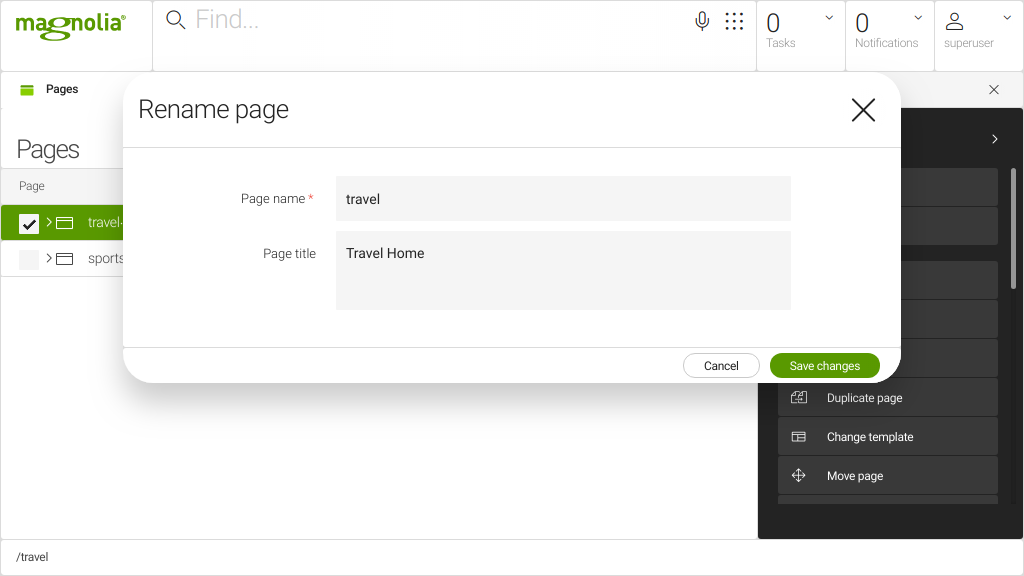 magnolia®
Find...
0
Tasks
0
Notifications
superuser
Pages
Rename page
Pages
Page
Page name *
travel
travel
Page title
Travel Home
sports
Cancel
Save changes
Duplicate page
Change template
Move page
/travel